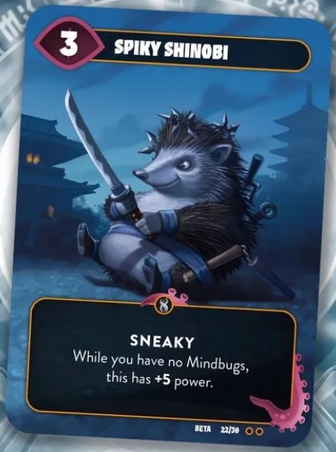 3
SPIKY SHINOBI
SNEAKY
While you have no Mindbugs,
this has +5 power.
BETA 22/30